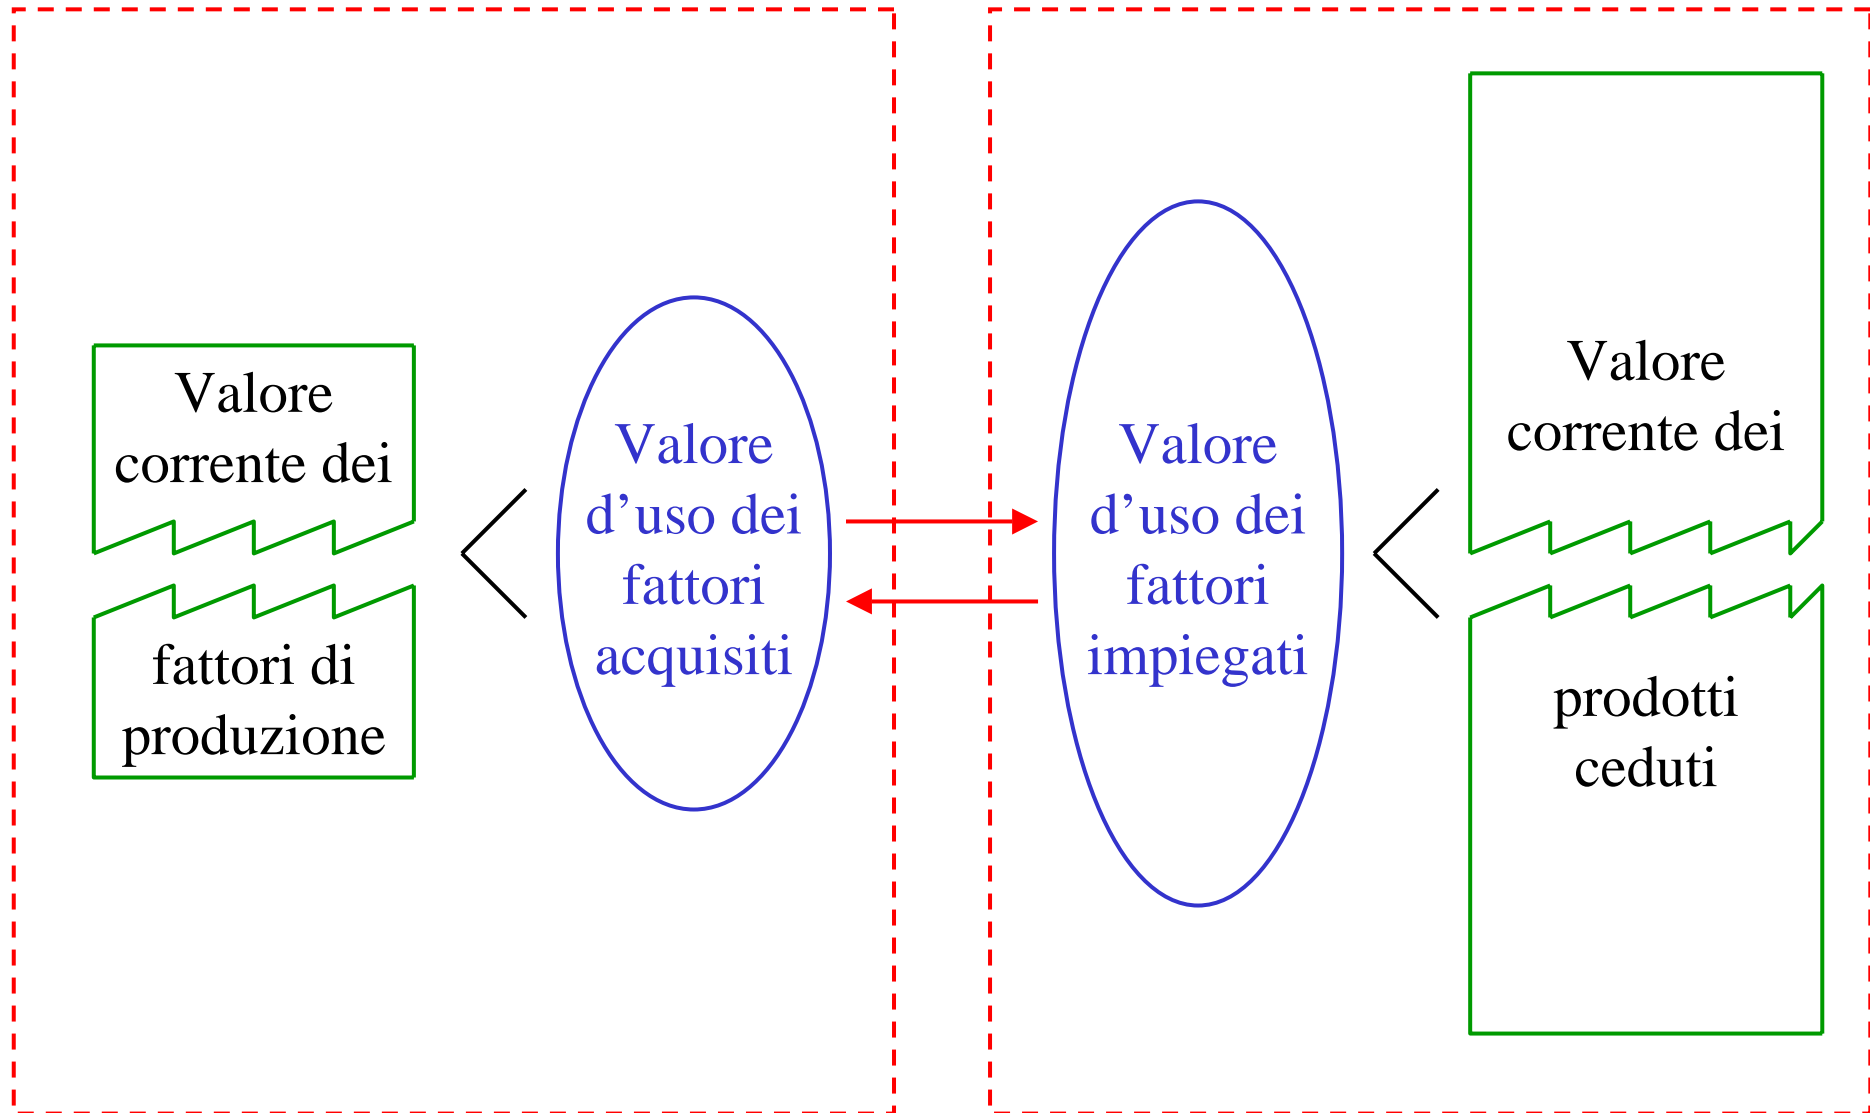 Valore
corrente dei
fattori di
produzione
Valore
d’uso dei
fattori
acquisiti
Valore
d’uso dei
fattori
impiegati
Valore
corrente dei
prodotti
ceduti